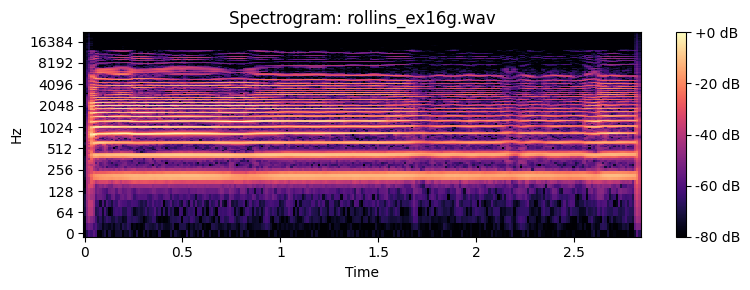 Spectrogram: rollins_ex16g.wav
Hz
16384
8192
4096
2048
1024
512
256
128
64
0
0
0.5
1
1.5
2
2.5
Time
+0 dB
-20 dB
-40 dB
-60 dB
-80 dB